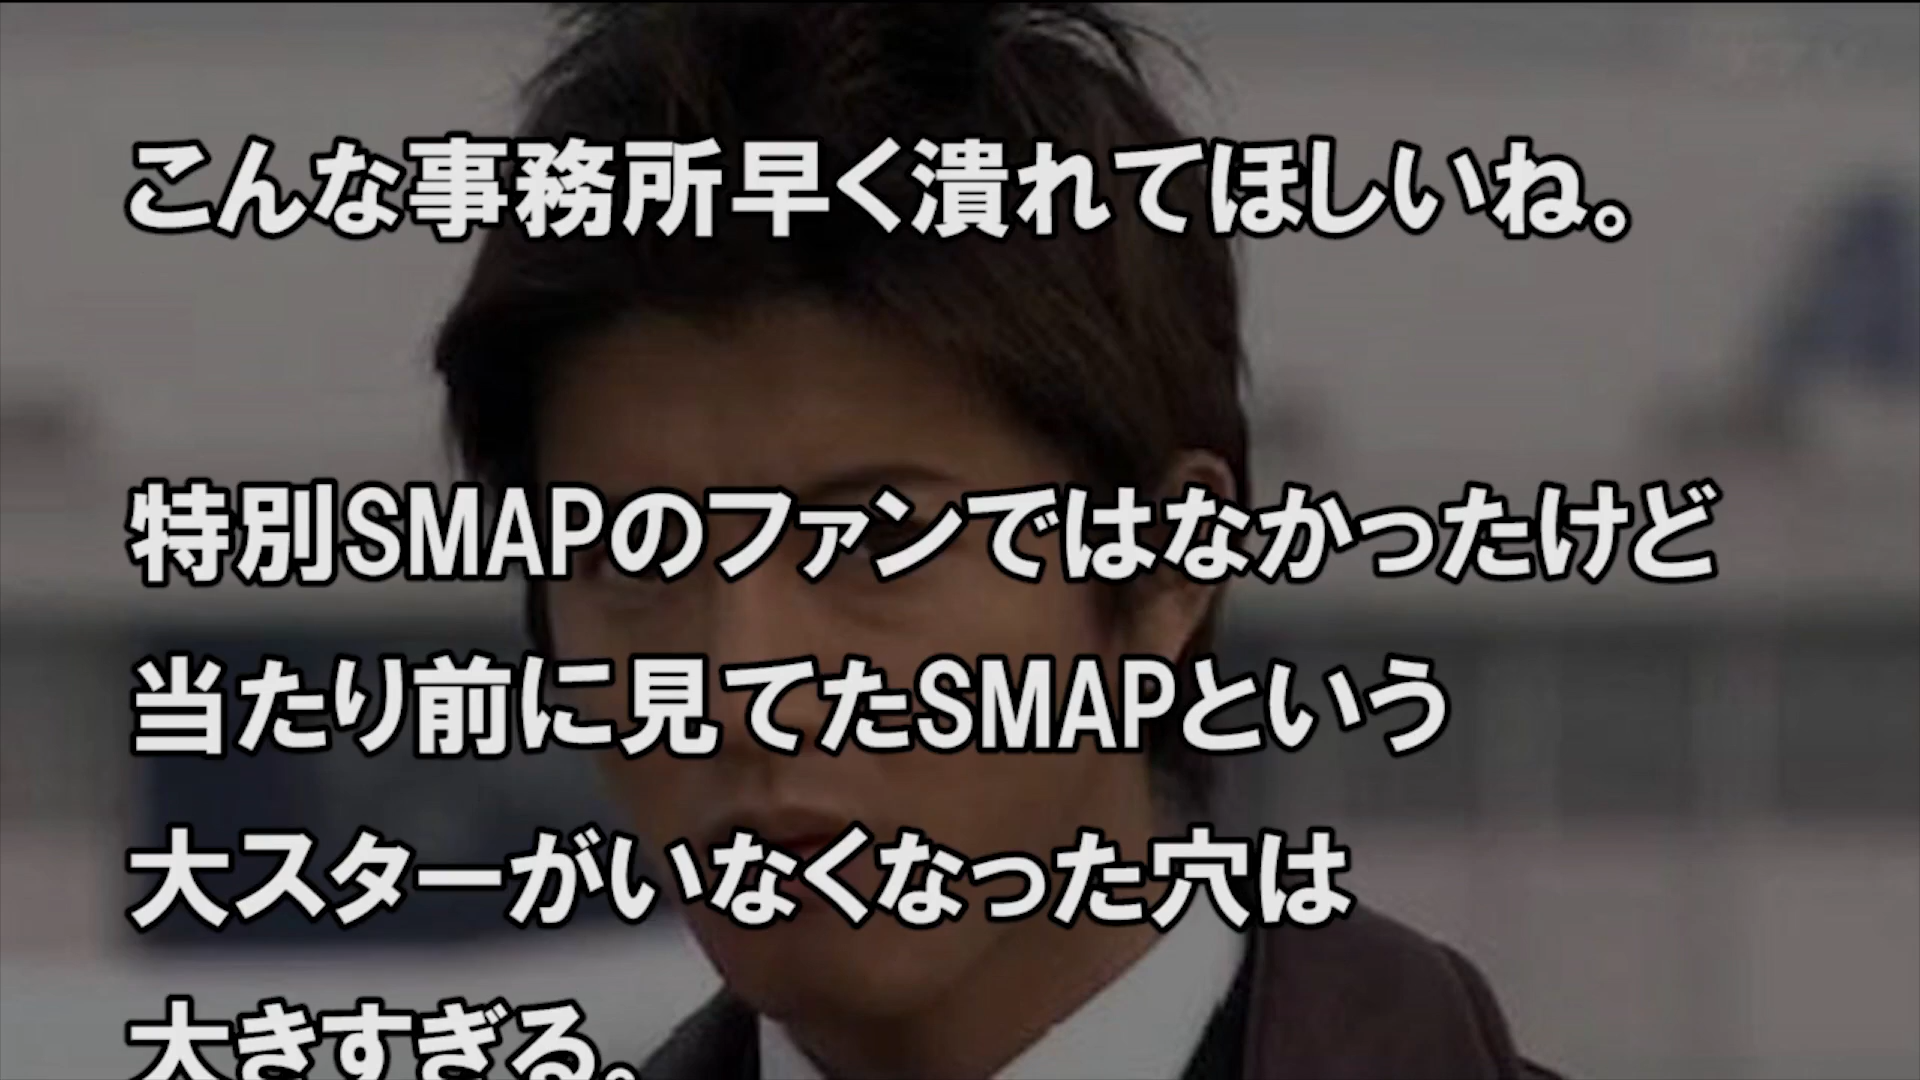 こんな事務所早く潰れてほしいね。
特別SMAPのファンではなかったけど
当たり前に見てたSMAPという
大スターがいなくなった穴は
大きすぎる。